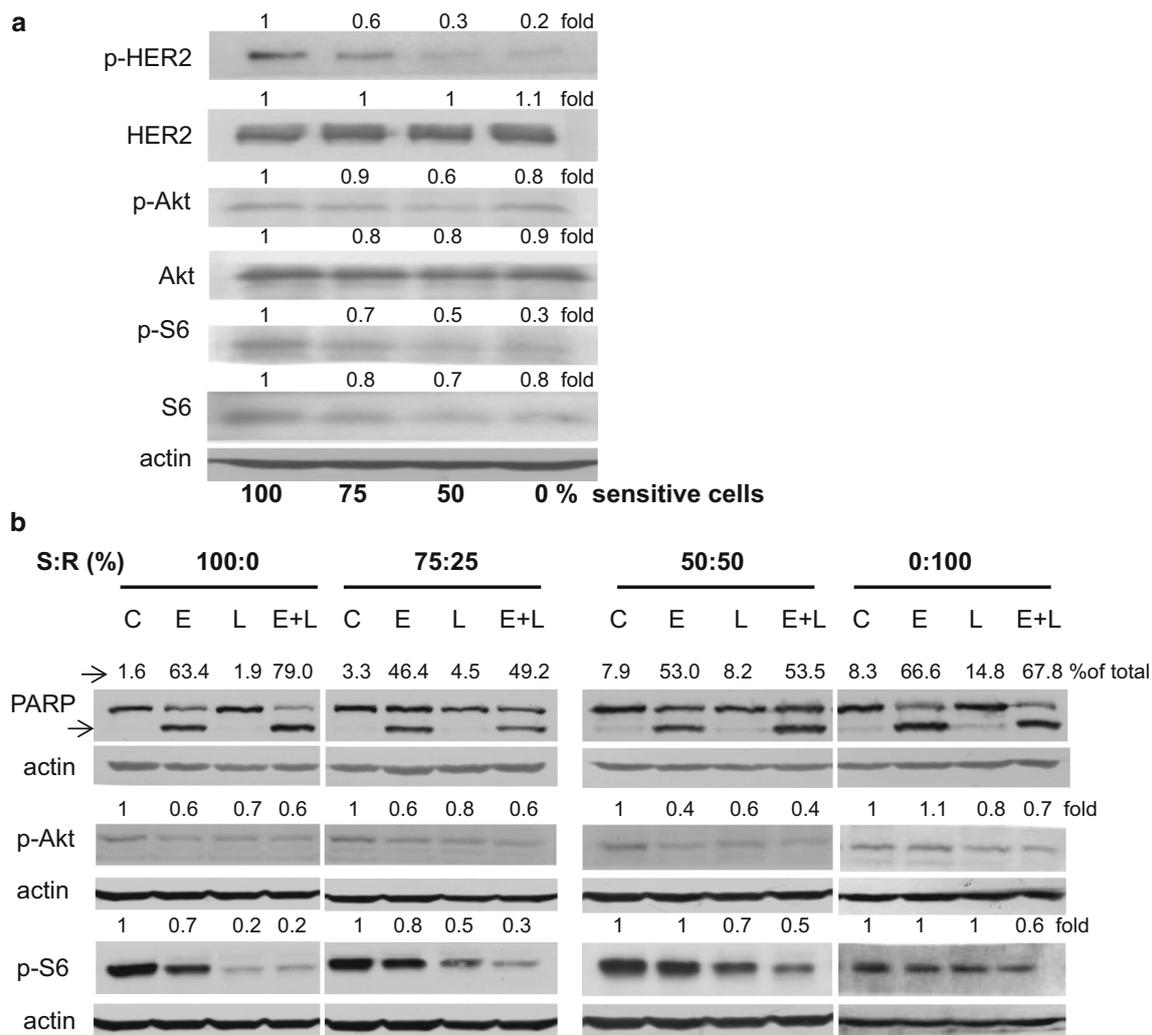 a
1 0.6 0.3 0.2 fold
p-HER2
1 1 1 1.1 fold
HER2
1 0.9 0.6 0.8 fold
p-Akt
1 0.8 0.8 0.9 fold
Akt
1 0.7 0.5 0.3 fold
p-S6
1 0.8 0.7 0.8 fold
S6
actin
100 75 50 0 % sensitive cells
b
S:R (%) 100:0 75:25 50:50 0:100
C E L E+L C E L E+L C E L E+L C E L E+L
1.6 63.4 1.9 79.0 3.3 46.4 4.5 49.2 7.9 53.0 8.2 53.5 8.3 66.6 14.8 67.8 %of total
PARP
actin
1 0.6 0.7 0.6 1 0.6 0.8 0.6 1 0.4 0.6 0.4 1 1.1 0.8 0.7 fold
p-Akt
actin
1 0.7 0.2 0.2 1 0.8 0.5 0.3 1 1 0.7 0.5 1 1 1 0.6 fold
p-S6
actin